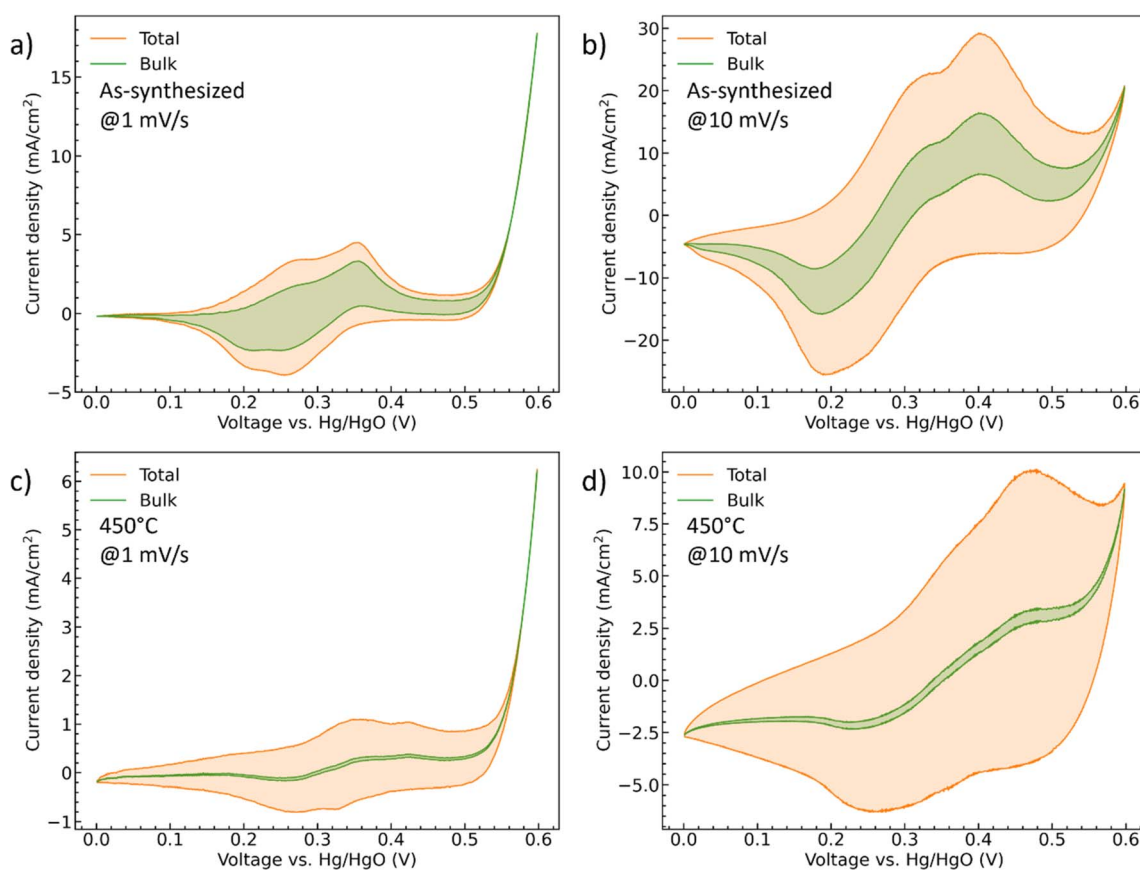 a)
Total
Bulk
As-synthesized
@1 mV/s
Current density (mA/cm²)
15
10
5
0
−5
0.0 0.1 0.2 0.3 0.4 0.5 0.6
Voltage vs. Hg/HgO (V)
b)
Total
Bulk
As-synthesized
@10 mV/s
Current density (mA/cm²)
30
20
10
0
−10
−20
0.0 0.1 0.2 0.3 0.4 0.5 0.6
Voltage vs. Hg/HgO (V)
c)
Total
Bulk
450°C
@1 mV/s
Current density (mA/cm²)
6
5
4
3
2
1
0
−1
0.0 0.1 0.2 0.3 0.4 0.5 0.6
Voltage vs. Hg/HgO (V)
d)
Total
Bulk
450°C
@10 mV/s
Current density (mA/cm²)
10.0
7.5
5.0
2.5
0.0
−2.5
−5.0
0.0 0.1 0.2 0.3 0.4 0.5 0.6
Voltage vs. Hg/HgO (V)